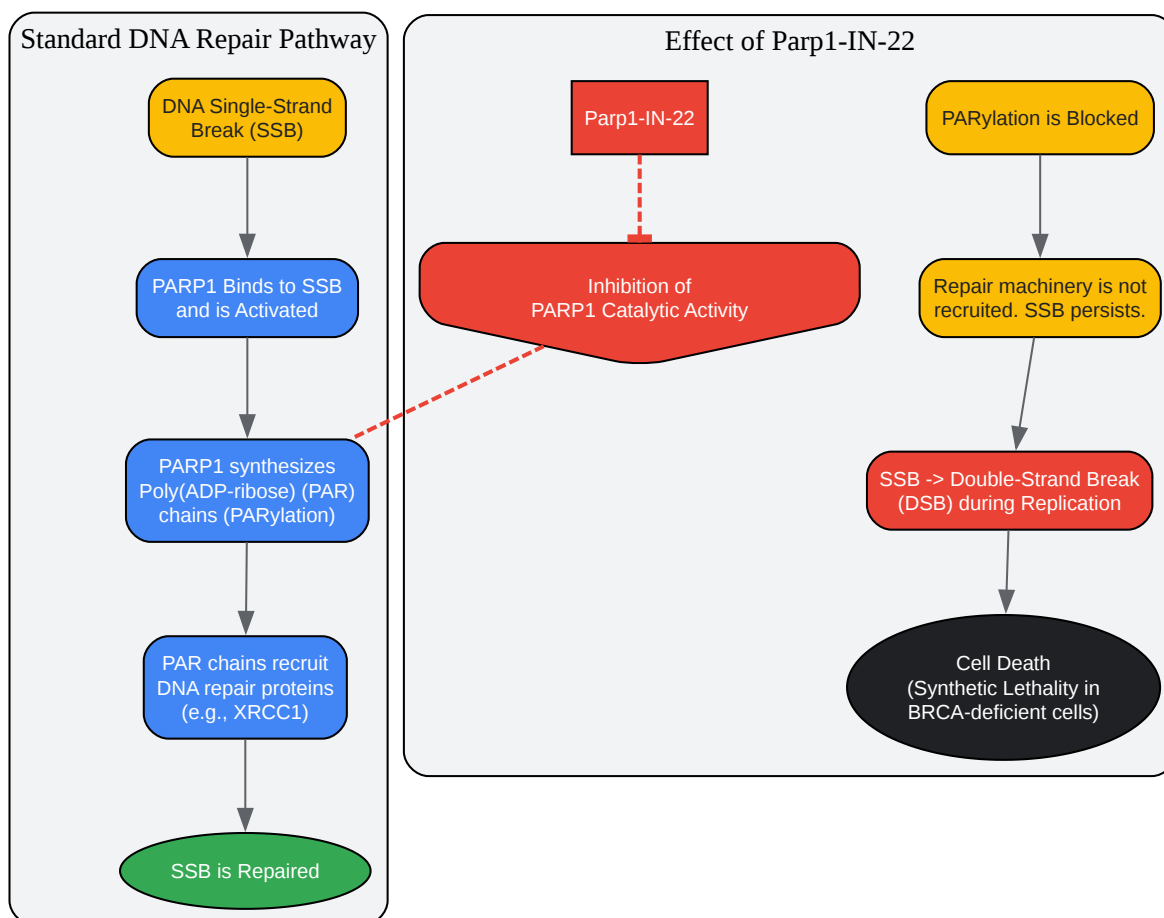 Standard DNA Repair Pathway
DNA Single-Strand
Break (SSB)
PARP1 Binds to SSB
and is Activated
PARP1 synthesizes
Poly(ADP-ribose) (PAR)
chains (PARylation)
PAR chains recruit
DNA repair proteins
(e.g., XRCC1)
SSB is Repaired
Effect of Parp1-IN-22
Parp1-IN-22
Inhibition of
PARP1 Catalytic Activity
PARylation is Blocked
Repair machinery is not
recruited. SSB persists.
SSB -> Double-Strand Break
(DSB) during Replication
Cell Death
(Synthetic Lethality in
BRCA-deficient cells)